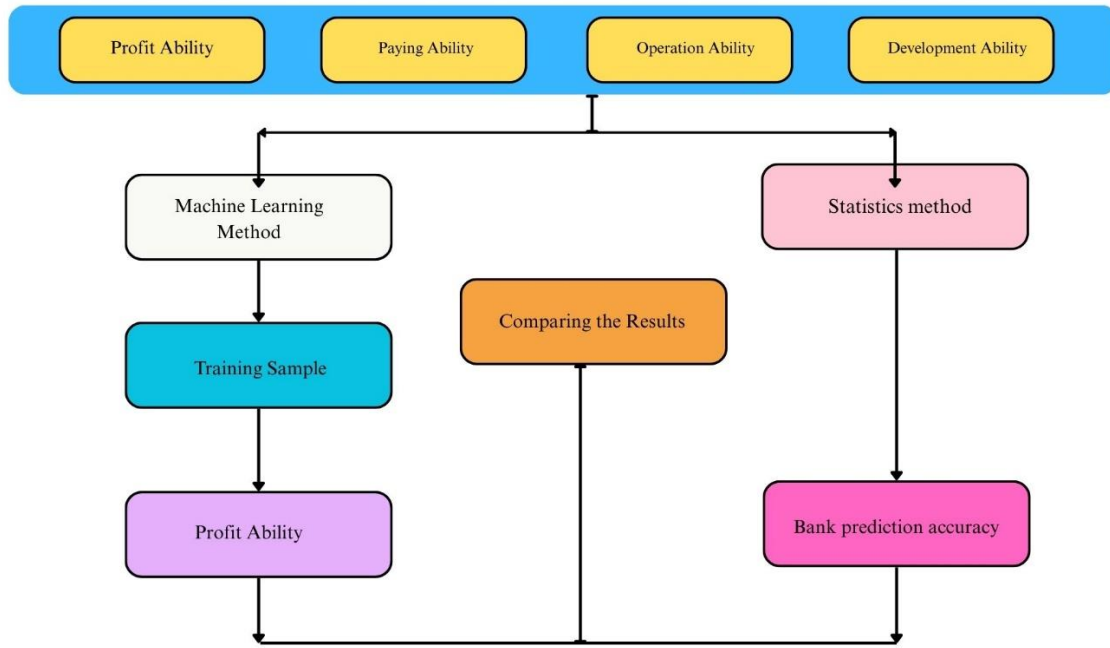 Profit Ability
Paying Ability
Operation Ability
Development Ability
Machine Learning
Method
Statistics method
Comparing the Results
Training Sample
Profit Ability
Bank prediction accuracy